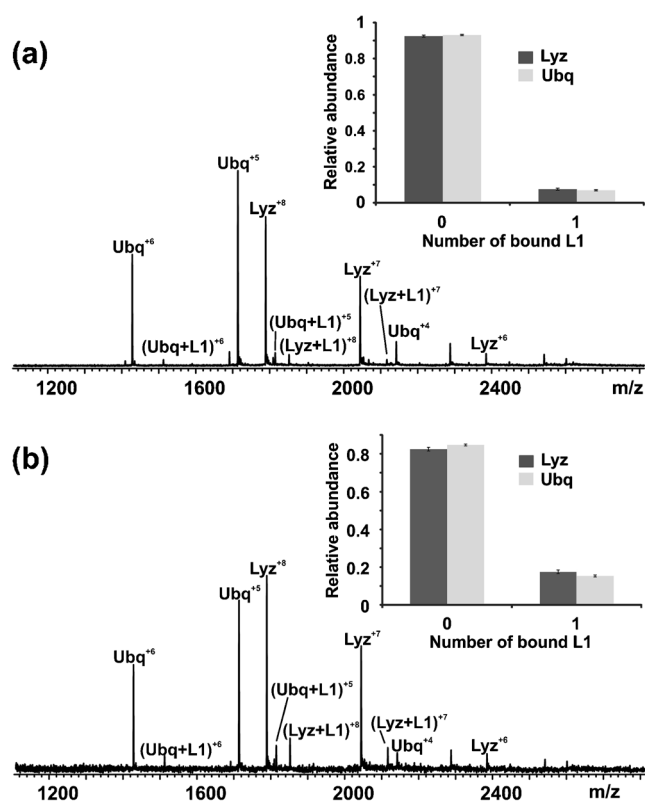 (a)
Relative abundance
1
0.8
0.6
0.4
0.2
0
Lyz
Ubq
0 1
Number of bound L1
Ubq+6
(Ubq+L1)+6
Ubq+5
Lyz+8
(Ubq+L1)+5
(Lyz+L1)+8
Lyz+7
(Lyz+L1)+7
Ubq+4
Lyz+6
1200 1600 2000 2400 m/z
(b)
Relative abundance
0.8
0.6
0.4
0.2
0
Lyz
Ubq
0 1
Number of bound L1
Ubq+6
(Ubq+L1)+6
Ubq+5
Lyz+8
(Ubq+L1)+5
(Lyz+L1)+8
Lyz+7
(Lyz+L1)+7
Ubq+4
Lyz+6
1200 1600 2000 2400 m/z